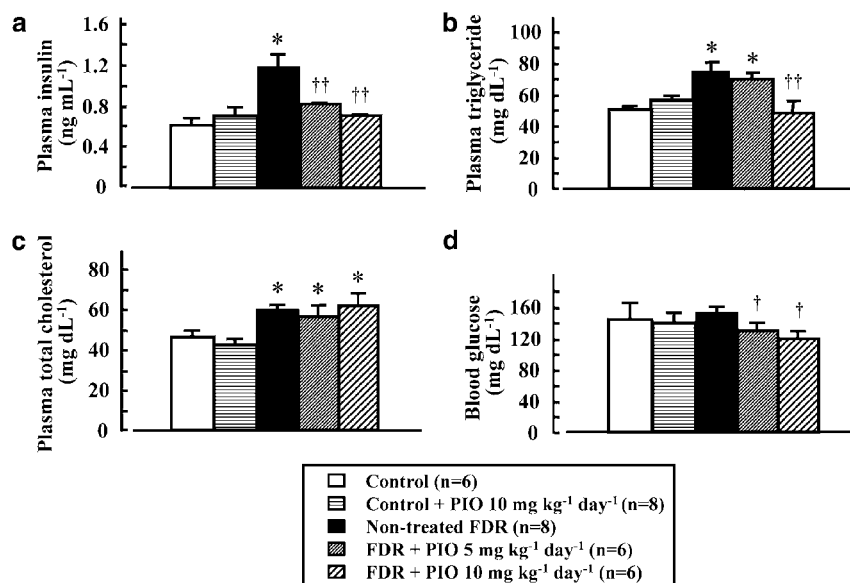 a
Plasma insulin
(ng mL-1)
1.6
1.2
0.8
0.4
0
*
††
††
b
Plasma triglyceride
(mg dL-1)
100
80
60
40
20
0
*
*
††
c
Plasma total cholesterol
(mg dL-1)
80
60
40
20
0
*
*
*
d
Blood glucose
(mg dL-1)
160
120
80
40
0
†
†
Control (n=6)
Control + PIO 10 mg kg-1 day-1 (n=8)
Non-treated FDR (n=8)
FDR + PIO 5 mg kg-1 day-1 (n=6)
FDR + PIO 10 mg kg-1 day-1 (n=6)